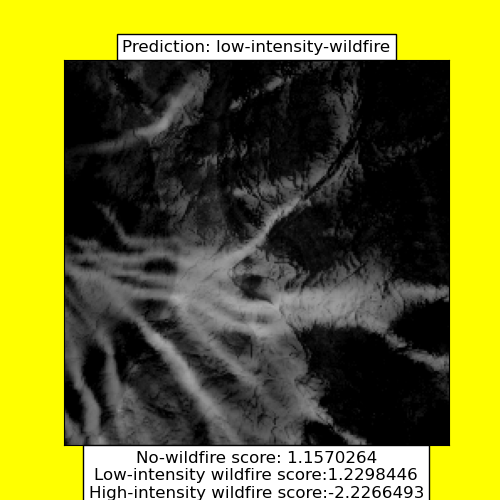 Prediction: low-intensity-wildfire
No-wildfire score: 1.1570264
Low-intensity wildfire score:1.2298446
High-intensity wildfire score:-2.2266493